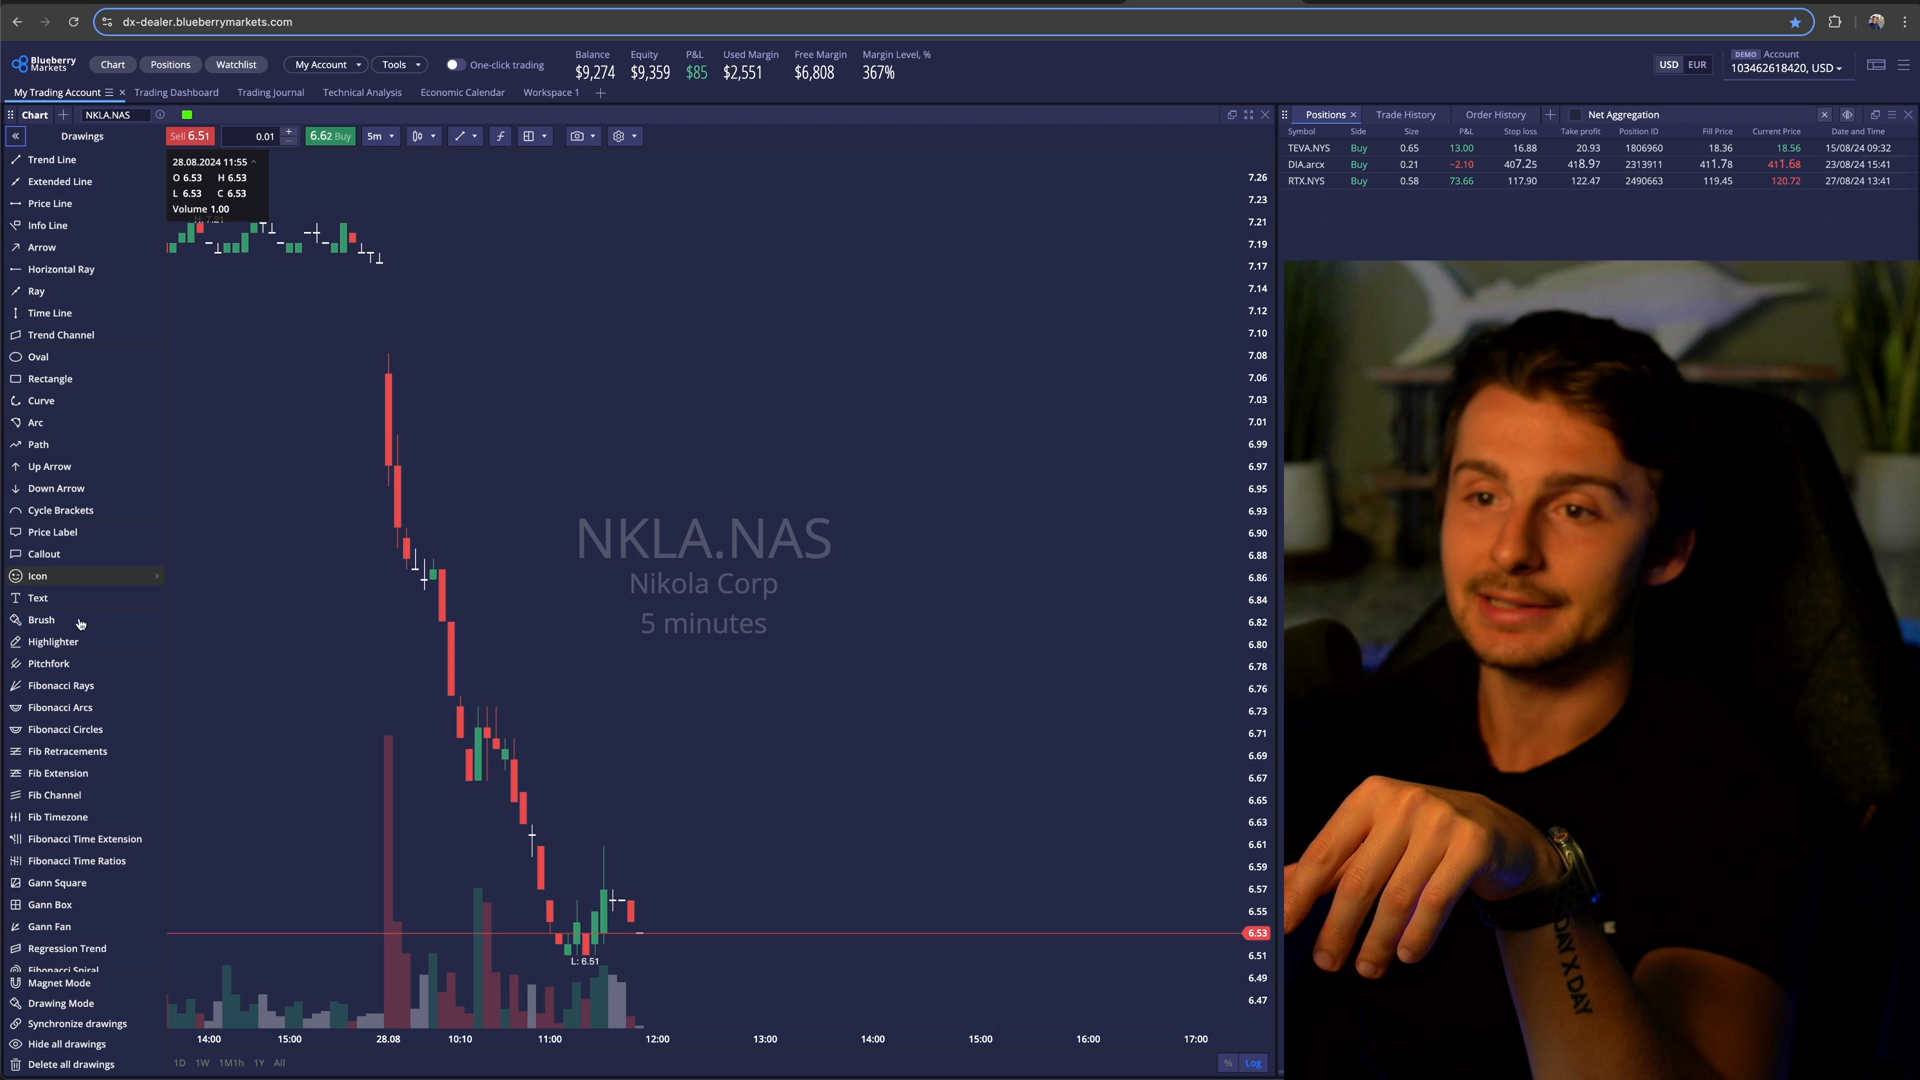 dx-dealer.blueberrymarkets.com
Blueberry Markets
Chart Positions Watchlist My Account Tools One-click trading
Balance Equity P&L Used Margin Free Margin Margin Level, %
$9,274 $9,359 $85 $2,551 $6,808 367%
USD EUR
DEMO Account
103462618420, USD
My Trading Account Trading Dashboard Trading Journal Technical Analysis Economic Calendar Workspace 1
Chart NKLA.NAS
Drawings
Sell 6.51 0.01 6.62 Buy 5m
Trend Line
Extended Line
Price Line
Info Line
Arrow
Horizontal Ray
Ray
Time Line
Trend Channel
Oval
Rectangle
Curve
Arc
Path
Up Arrow
Down Arrow
Cycle Brackets
Price Label
Callout
Icon
Text
Brush
Highlighter
Pitchfork
Fibonacci Rays
Fibonacci Arcs
Fibonacci Circles
Fib Retracements
Fib Extension
Fib Channel
Fib Timezone
Fibonacci Time Extension
Fibonacci Time Ratios
Gann Square
Gann Box
Gann Fan
Regression Trend
Fibonacci Spiral
Magnet Mode
Drawing Mode
Synchronize drawings
Hide all drawings
Delete all drawings
28.08.2024 11:55
O 6.53 H 6.53
L 6.53 C 6.53
Volume 1.00
H: 7.21
NKLA.NAS
Nikola Corp
5 minutes
L: 6.51
7.26
7.23
7.21
7.19
7.17
7.14
7.12
7.10
7.08
7.06
7.03
7.01
6.99
6.97
6.95
6.93
6.90
6.88
6.86
6.84
6.82
6.80
6.78
6.76
6.73
6.71
6.69
6.67
6.65
6.63
6.61
6.59
6.57
6.55
6.53
6.51
6.49
6.47
14:00 15:00 28.08 10:10 11:00 12:00 13:00 14:00 15:00 16:00 17:00
1D 1W 1M1h 1Y All
% Log
Positions Trade History Order History Net Aggregation
Symbol Side Size P&L Stop loss Take profit Position ID Fill Price Current Price Date and Time
TEVA.NYS Buy 0.65 13.00 16.88 20.93 1806960 18.36 18.56 15/08/24 09:32
DIA.arcx Buy 0.21 −2.10 407.25 418.97 2313911 411.78 411.68 23/08/24 15:41
RTX.NYS Buy 0.58 73.66 117.90 122.47 2490663 119.45 120.72 27/08/24 13:41
DAY X DAY